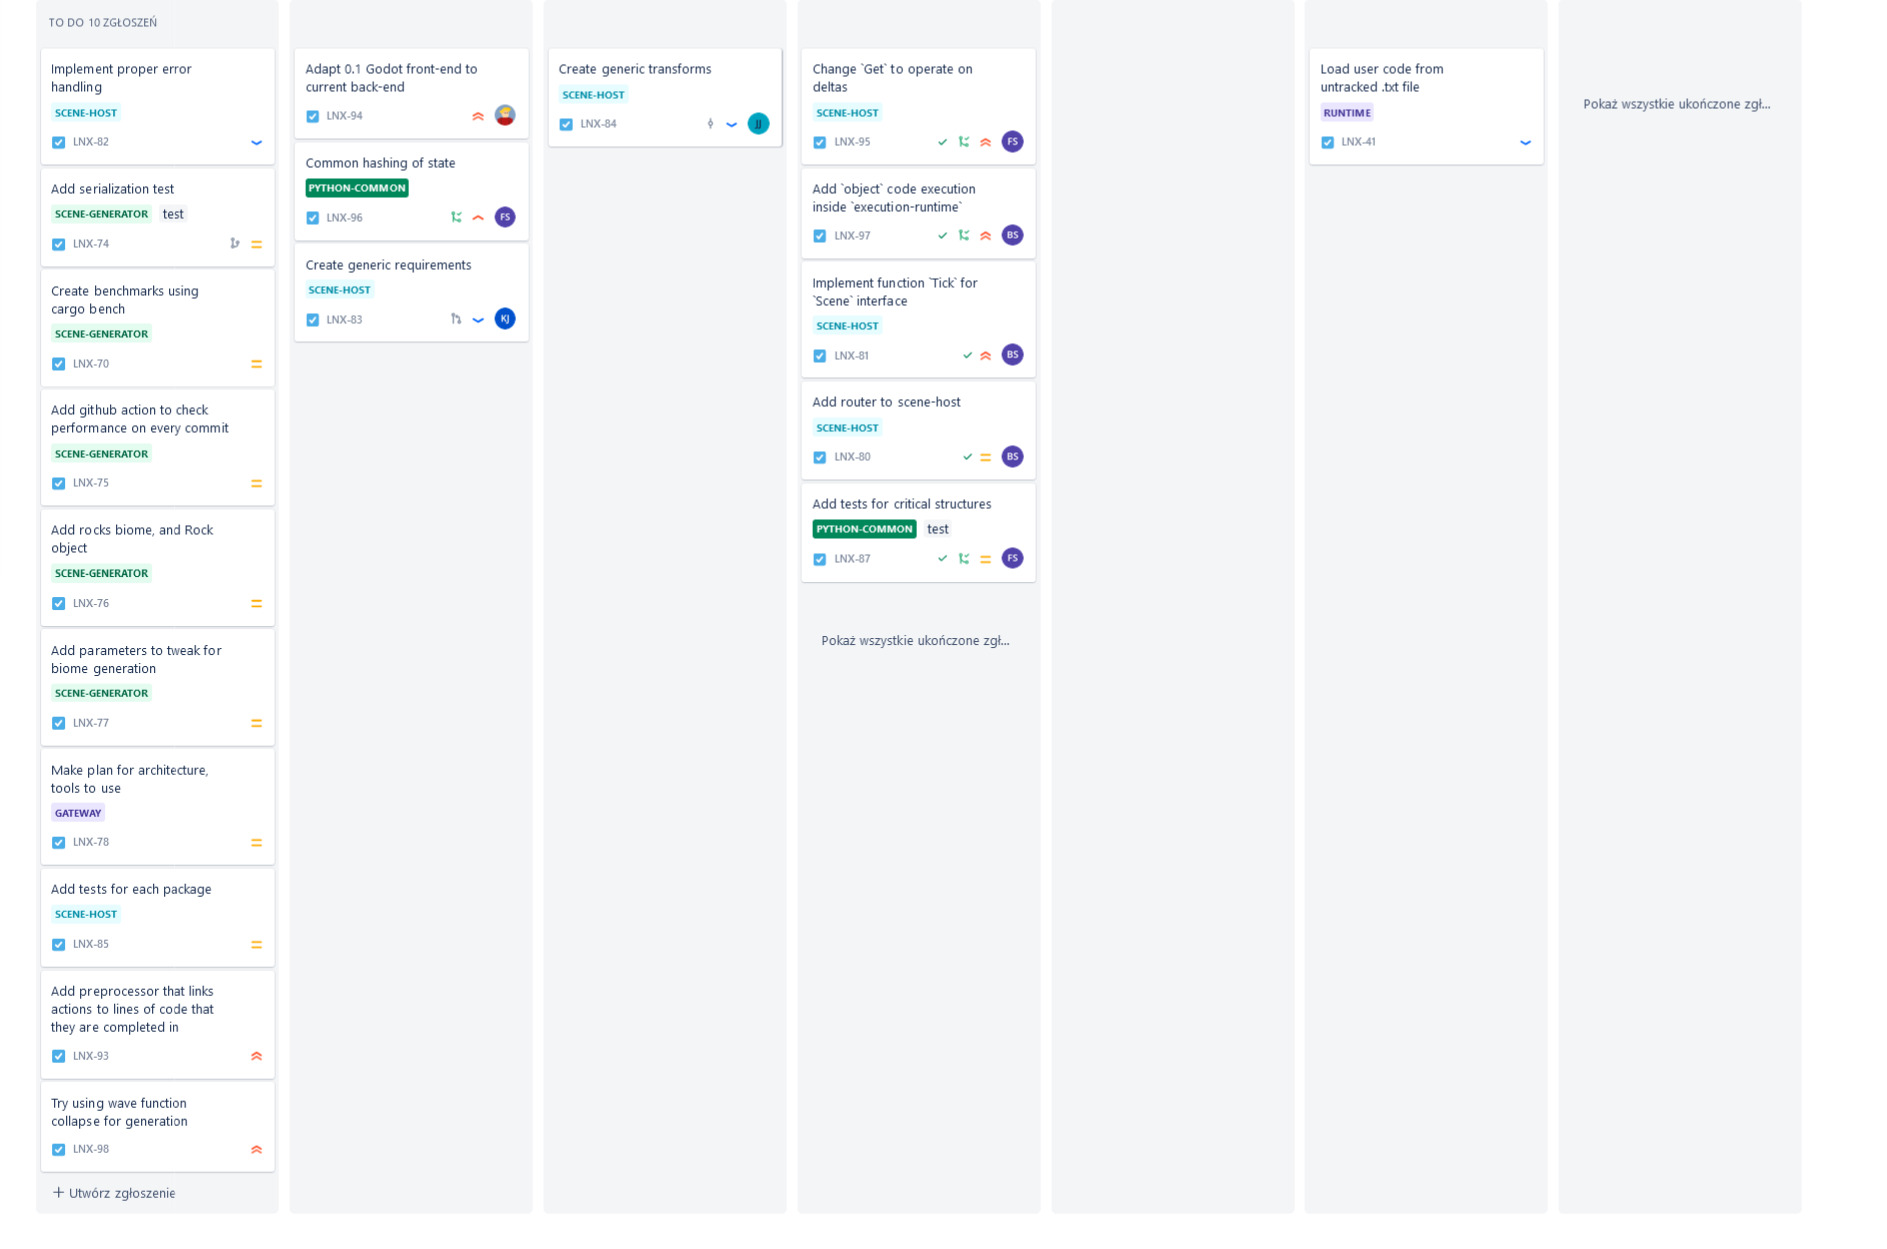 TO DO 10 ZGŁOSZEŃ
Implement proper error
handling
SCENE-HOST
LNX-82
Add serialization test
SCENE-GENERATOR test
LNX-74
Create benchmarks using
cargo bench
SCENE-GENERATOR
LNX-70
Add github action to check
performance on every commit
SCENE-GENERATOR
LNX-75
Add rocks biome, and Rock
object
SCENE-GENERATOR
LNX-76
Add parameters to tweak for
biome generation
SCENE-GENERATOR
LNX-77
Make plan for architecture,
tools to use
GATEWAY
LNX-78
Add tests for each package
SCENE-HOST
LNX-85
Add preprocessor that links
actions to lines of code that
they are completed in
LNX-93
Try using wave function
collapse for generation
LNX-98
+ Utwórz zgłoszenie
Adapt 0.1 Godot front-end to
current back-end
LNX-94
Common hashing of state
PYTHON-COMMON
LNX-96 FS
Create generic requirements
SCENE-HOST
LNX-83 KJ
Create generic transforms
SCENE-HOST
LNX-84 JJ
Change `Get` to operate on
deltas
SCENE-HOST
LNX-95 FS
Add `object` code execution
inside `execution-runtime`
LNX-97 BS
Implement function `Tick` for
`Scene` interface
SCENE-HOST
LNX-81 BS
Add router to scene-host
SCENE-HOST
LNX-80 BS
Add tests for critical structures
PYTHON-COMMON test
LNX-87 FS
Pokaż wszystkie ukończone zgł...
Load user code from
untracked .txt file
RUNTIME
LNX-41
Pokaż wszystkie ukończone zgł...